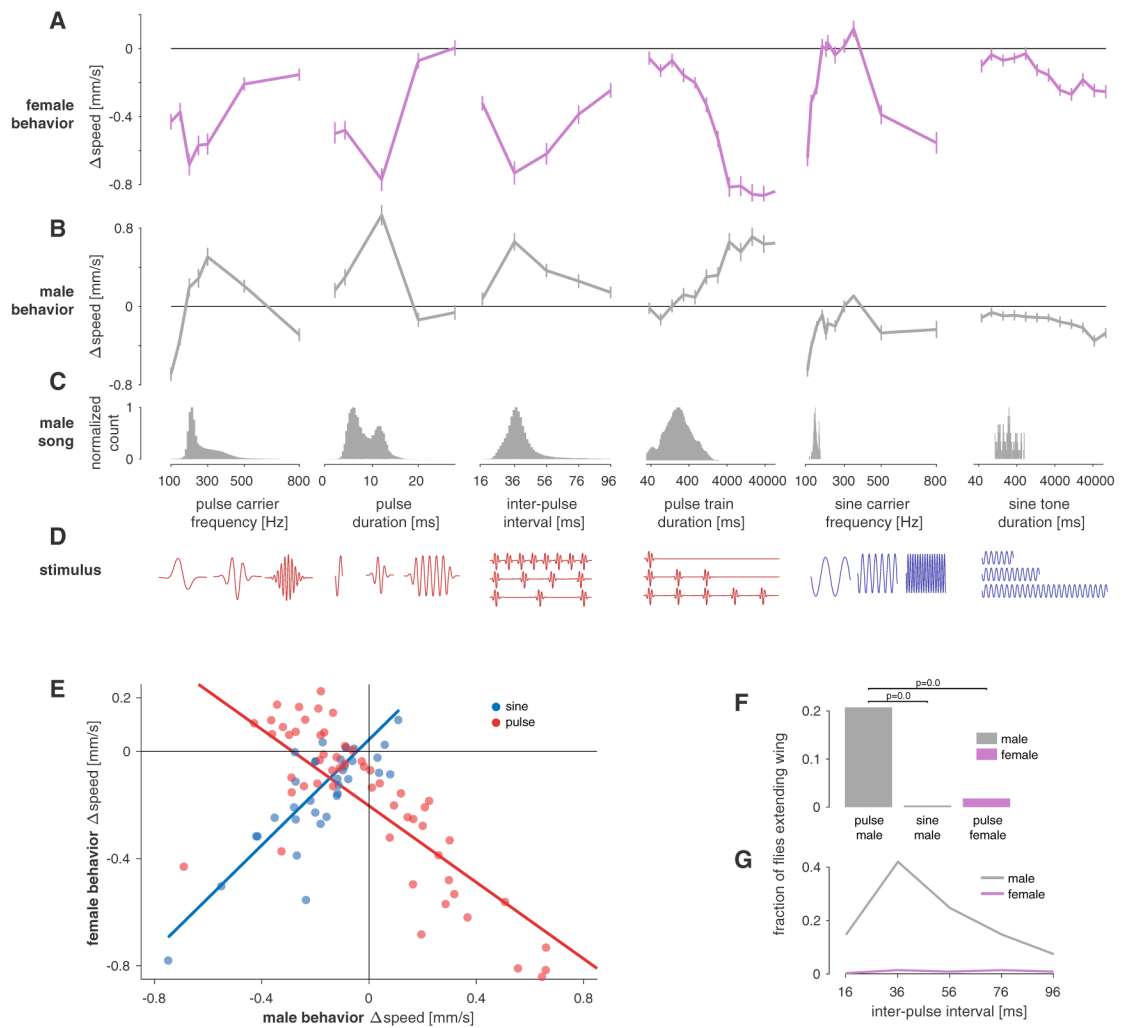 A
0
-0.4
-0.8
Δspeed [mm/s]
female
behavior
B
0.8
0
-0.8
Δspeed [mm/s]
male
behavior
C
male
song
normalized
count
1
0
100 300 500 800
pulse carrier
frequency [Hz]
0 10 20
pulse
duration [ms]
16 36 56 76 96
inter-pulse
interval [ms]
40 400 4000 40000
pulse train
duration [ms]
100 300 500 800
sine carrier
frequency [Hz]
40 400 4000 40000
sine tone
duration [ms]
D
stimulus
E
0.2
0
-0.4
-0.8
female behavior Δspeed [mm/s]
sine
pulse
-0.8 -0.4 0 0.4 0.8
male behavior Δspeed [mm/s]
F
p=0.0
p=0.0
0.2
0.1
0
male
female
pulse
male
sine
male
pulse
female
fraction of flies extending wing
G
0.4
0.2
0
male
female
16 36 56 76 96
inter-pulse interval [ms]